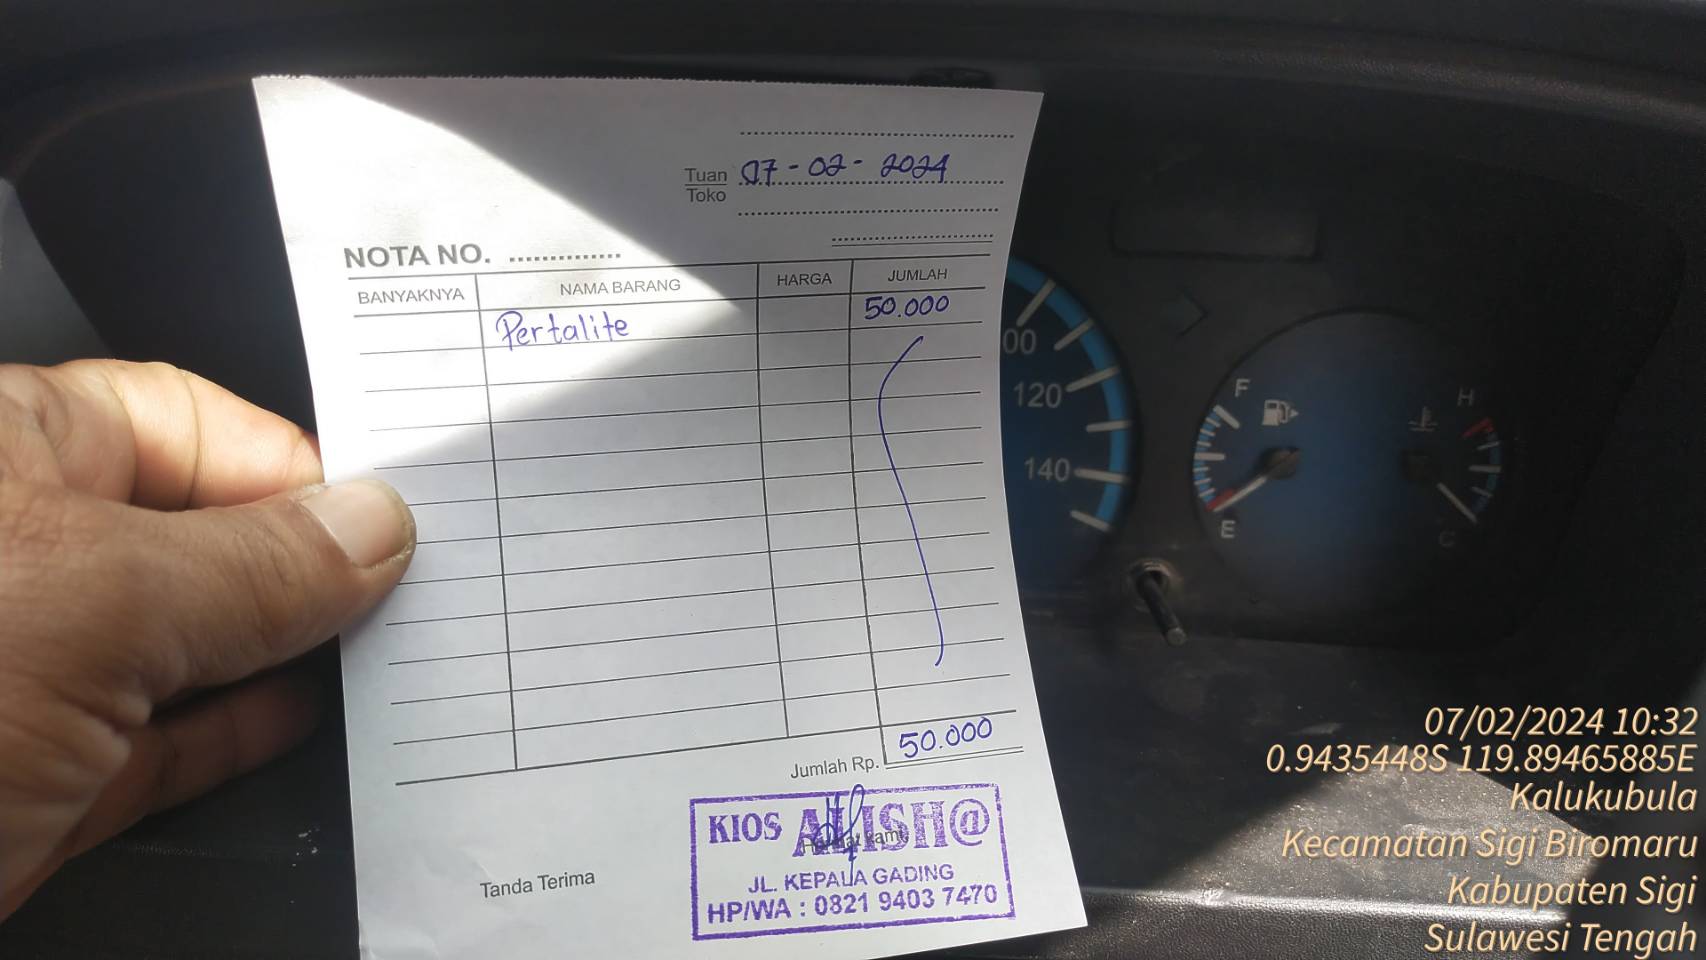 Tuan
Toko
07-02-2024
NOTA NO. ...............
BANYAKNYA NAMA BARANG HARGA JUMLAH
Pertalite 50.000
Jumlah Rp. 50.000
Tanda Terima
KIOS ALISH@
JL. KEPALA GADING
HP/WA : 0821 9403 7470
00
120
140
F
E
H
C
07/02/2024 10:32
0.9435448S 119.89465885E
Kalukubula
Kecamatan Sigi Biromaru
Kabupaten Sigi
Sulawesi Tengah